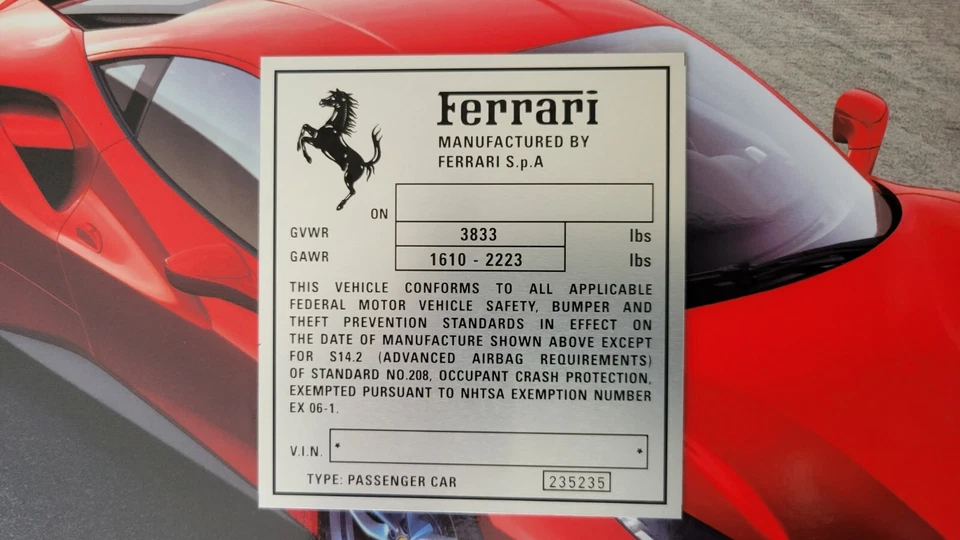 Ferrari
MANUFACTURED BY
FERRARI S.p.A
ON
GVWR 3833 lbs
GAWR 1610 - 2223 lbs
THIS VEHICLE CONFORMS TO ALL APPLICABLE
FEDERAL MOTOR VEHICLE SAFETY, BUMPER AND
THEFT PREVENTION STANDARDS IN EFFECT ON
THE DATE OF MANUFACTURE SHOWN ABOVE EXCEPT
FOR S14.2 (ADVANCED AIRBAG REQUIREMENTS)
OF STANDARD NO.208, OCCUPANT CRASH PROTECTION,
EXEMPTED PURSUANT TO NHTSA EXEMPTION NUMBER
EX 06-1.
V.I.N. * *
TYPE: PASSENGER CAR 235235